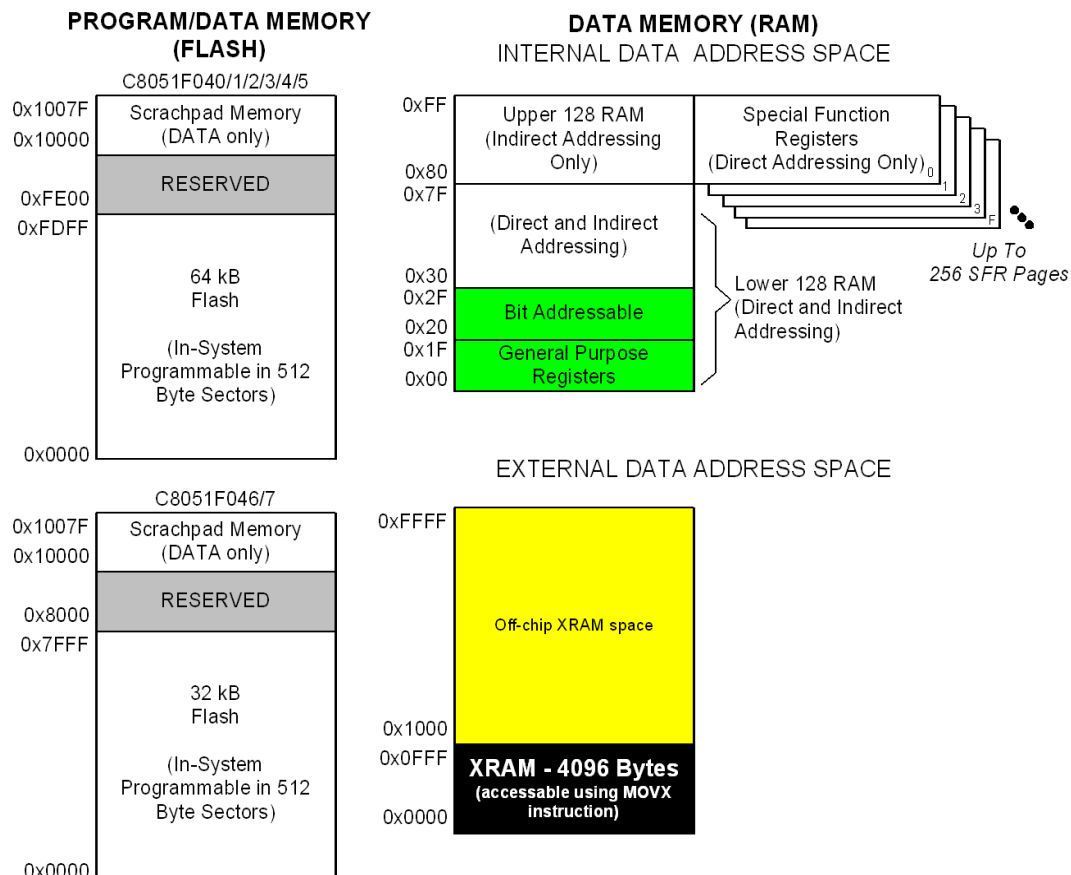 PROGRAM/DATA MEMORY
(FLASH)
C8051F040/1/2/3/4/5
0x1007F
Scrachpad Memory
(DATA only)
0x10000
RESERVED
0xFE00
0xFDFF
64 kB
Flash
(In-System
Programmable in 512
Byte Sectors)
0x0000
C8051F046/7
0x1007F
Scrachpad Memory
(DATA only)
0x10000
RESERVED
0x8000
0x7FFF
32 kB
Flash
(In-System
Programmable in 512
Byte Sectors)
0x0000
DATA MEMORY (RAM)
INTERNAL DATA ADDRESS SPACE
0xFF
Upper 128 RAM
(Indirect Addressing
Only)
0x80
Special Function
Registers
(Direct Addressing Only)
0
1
2
3
F
Up To
256 SFR Pages
0x7F
(Direct and Indirect
Addressing)
0x30
0x2F
Bit Addressable
0x20
0x1F
General Purpose
Registers
0x00
Lower 128 RAM
(Direct and Indirect
Addressing)
EXTERNAL DATA ADDRESS SPACE
0xFFFF
Off-chip XRAM space
0x1000
0x0FFF
XRAM - 4096 Bytes
(accessable using MOVX
instruction)
0x0000